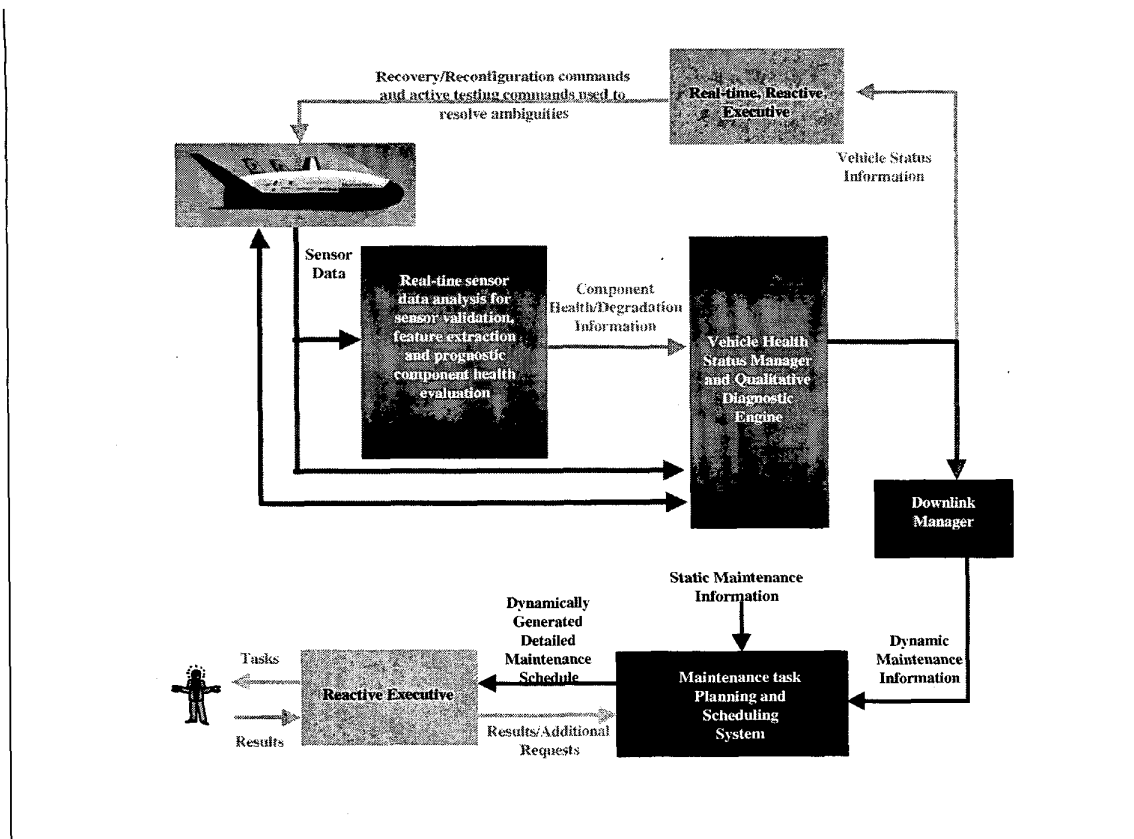 Recovery/Reconfiguration commands
and active testing commands used to
resolve ambiguities
Real-time, Reactive
Executive
Vehicle Status
Information
Sensor
Data
Real-tine sensor
data analysis for
sensor validation,
feature extraction
and prognostic
component health
evaluation
Component
Health/Degradation
Information
Vehicle Health
Status Manager
and Qualitative
Diagnostic
Engine
Downlink
Manager
Static Maintenance
Information
Dynamically
Generated
Detailed
Maintenance
Schedule
Dynamic
Maintenance
Information
Tasks
Reactive Executive
Maintenance task
Planning and
Scheduling
System
Results
Results/Additional
Requests